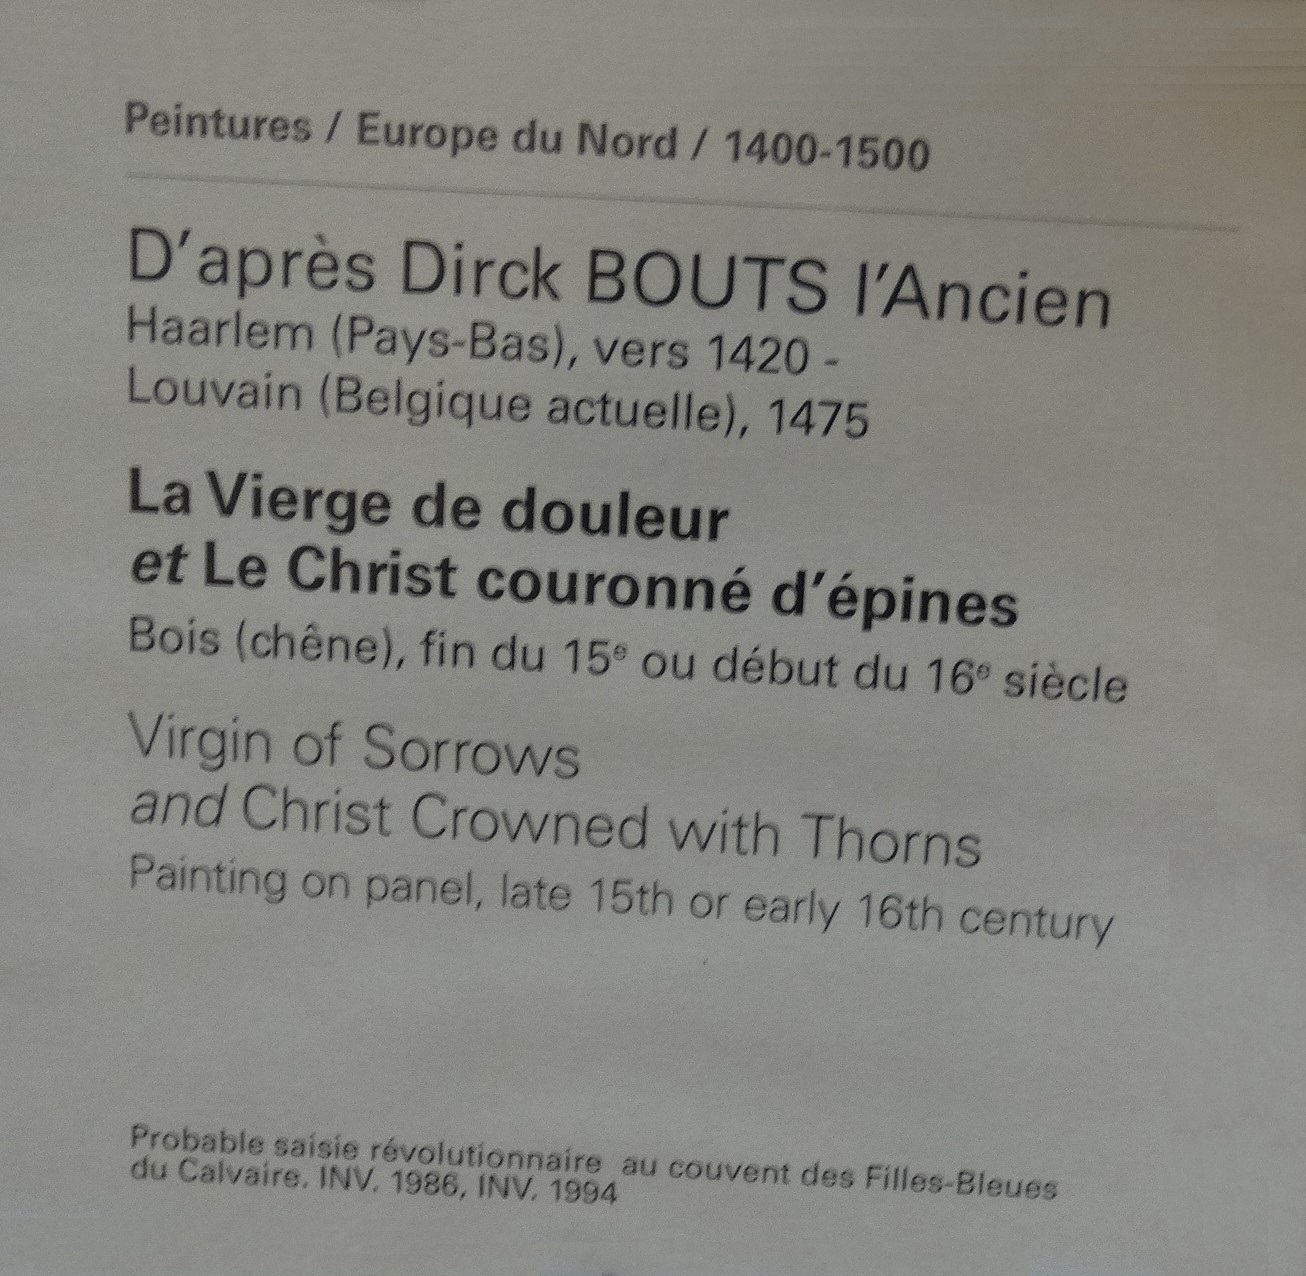 Peintures / Europe du Nord / 1400-1500
D'après Dirck BOUTS l'Ancien
Haarlem (Pays-Bas), vers 1420 -
Louvain (Belgique actuelle), 1475
La Vierge de douleur
et Le Christ couronné d'épines
Bois (chêne), fin du 15e ou début du 16e siècle
Virgin of Sorrows
and Christ Crowned with Thorns
Painting on panel, late 15th or early 16th century
Probable saisie révolutionnaire au couvent des Filles-Bleues
du Calvaire. INV. 1986, INV. 1994